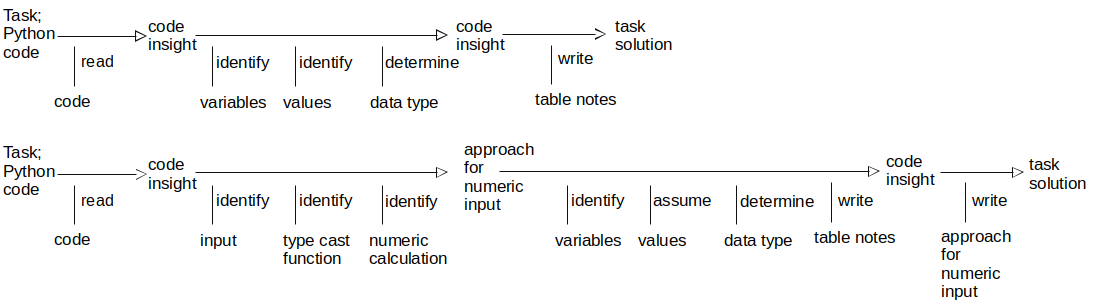 Task;
Python
code
read
code
code
insight
identify
variables
identify
values
determine
data type
code
insight
write
table notes
task
solution
Task;
Python
code
read
code
code
insight
identify
input
identify
type cast
function
identify
numeric
calculation
approach
for
numeric
input
identify
variables
assume
values
determine
data type
write
table notes
code
insight
write
approach
for
numeric
input
task
solution